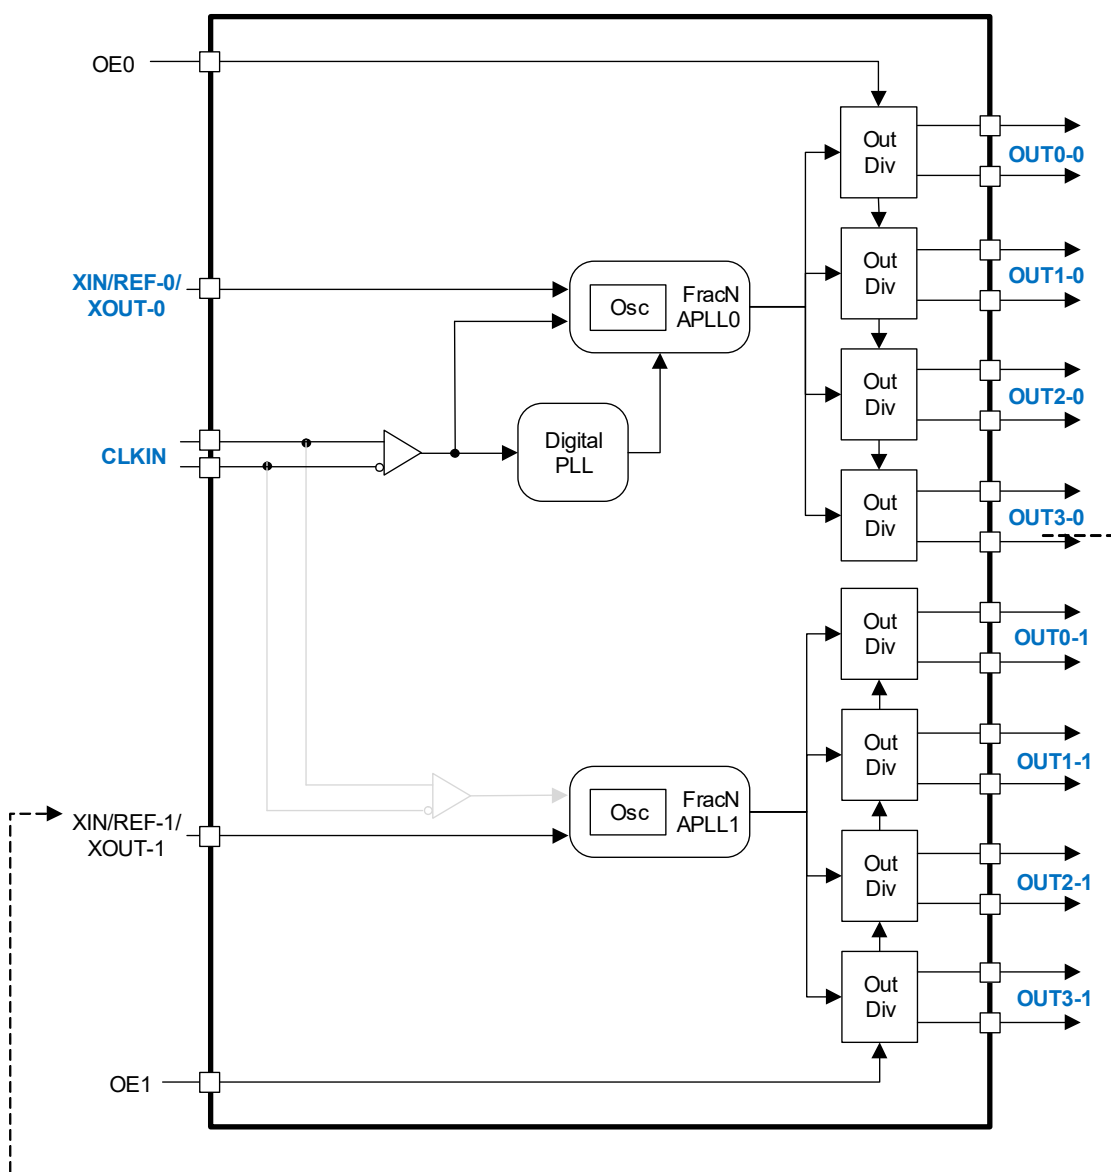 OE0
Out
Div
OUT0-0
Out
Div
OUT1-0
XIN/REF-0/
XOUT-0
Osc
FracN
APLL0
Out
Div
OUT2-0
CLKIN
Digital
PLL
Out
Div
OUT3-0
Out
Div
OUT0-1
Out
Div
OUT1-1
XIN/REF-1/
XOUT-1
Osc
FracN
APLL1
Out
Div
OUT2-1
Out
Div
OUT3-1
OE1